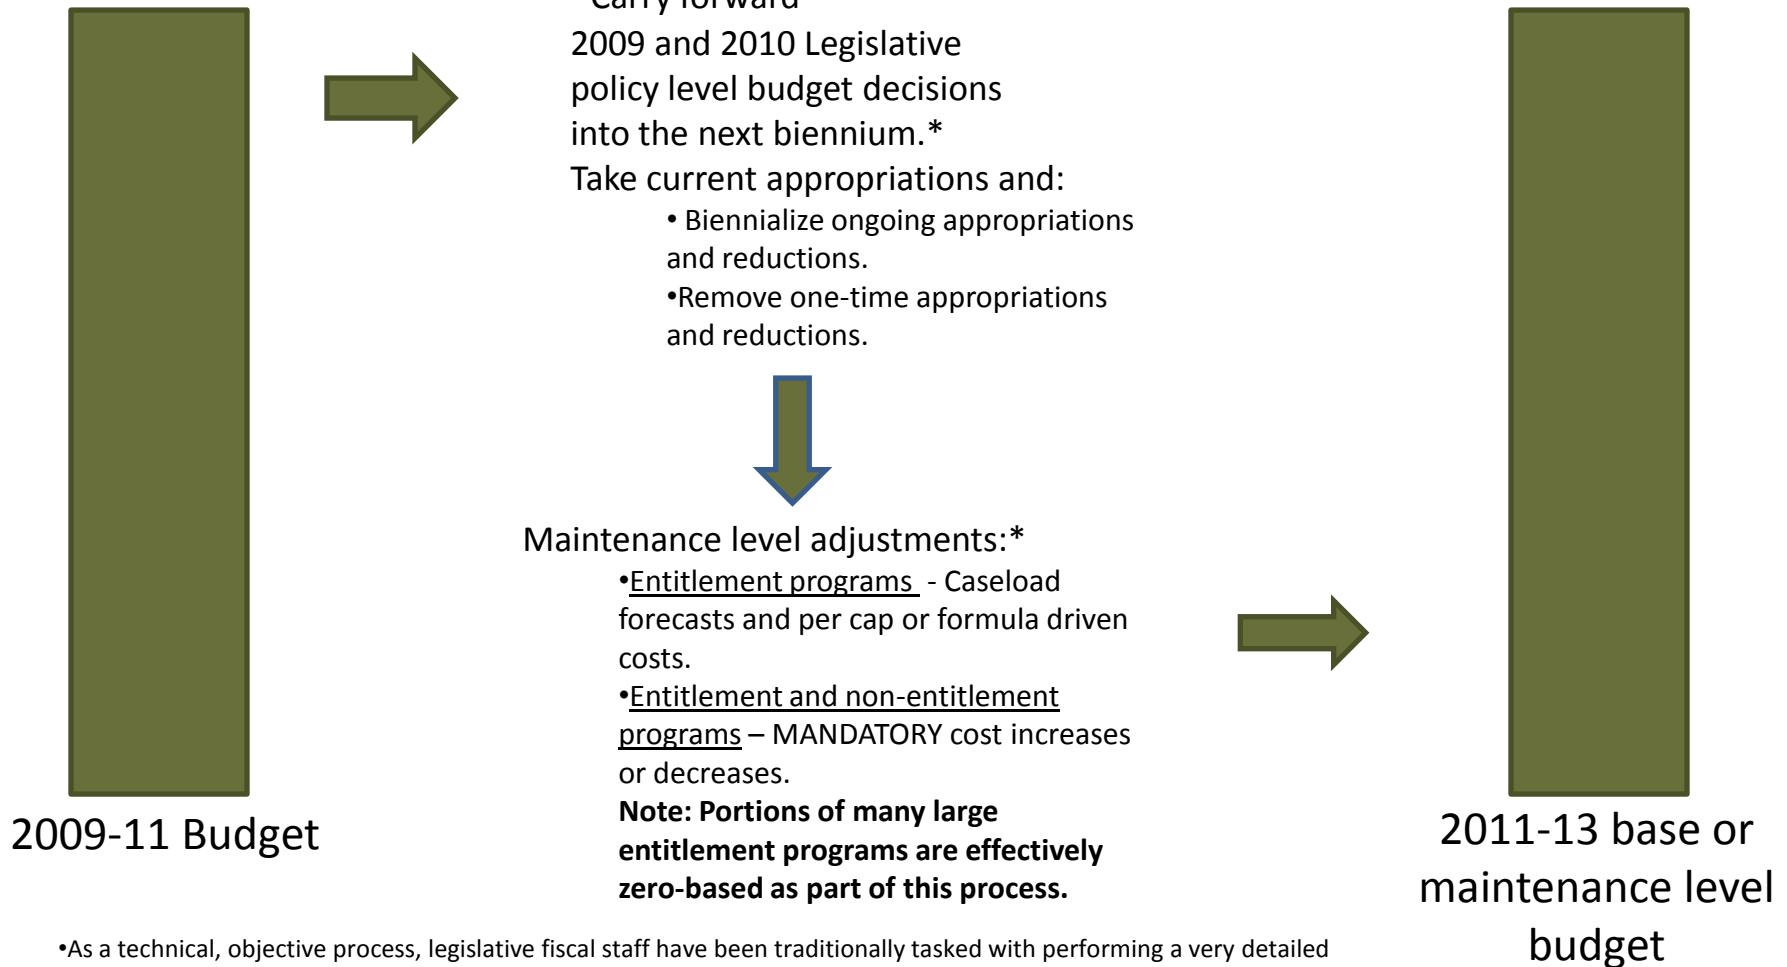 Carry forward
2009 and 2010 Legislative
policy level budget decisions
into the next biennium.*
Take current appropriations and:
• Biennialize ongoing appropriations
and reductions.
•Remove one-time appropriations
and reductions.
Maintenance level adjustments:*
•Entitlement programs - Caseload
forecasts and per cap or formula driven
costs.
•Entitlement and non-entitlement
programs – MANDATORY cost increases
or decreases.
Note: Portions of many large
entitlement programs are effectively
zero-based as part of this process.
2009-11 Budget
2011-13 base or
maintenance level
budget
•As a technical, objective process, legislative fiscal staff have been traditionally tasked with performing a very detailed